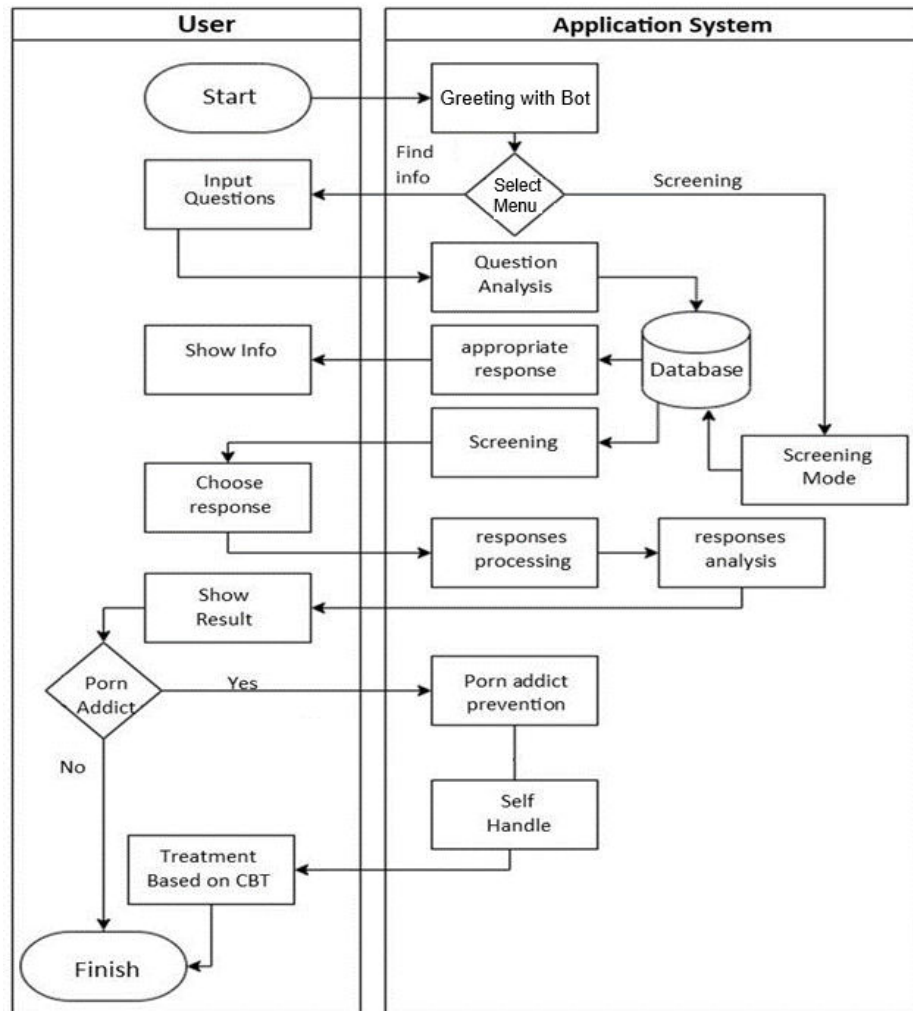 User
Application System
Start
Greeting with Bot
Find
info
Select
Menu
Screening
Input
Questions
Question
Analysis
Show Info
appropriate
response
Database
Screening
Screening
Mode
Choose
response
responses
processing
responses
analysis
Show
Result
Porn
Addict
Yes
Porn addict
prevention
No
Self
Handle
Treatment
Based on CBT
Finish